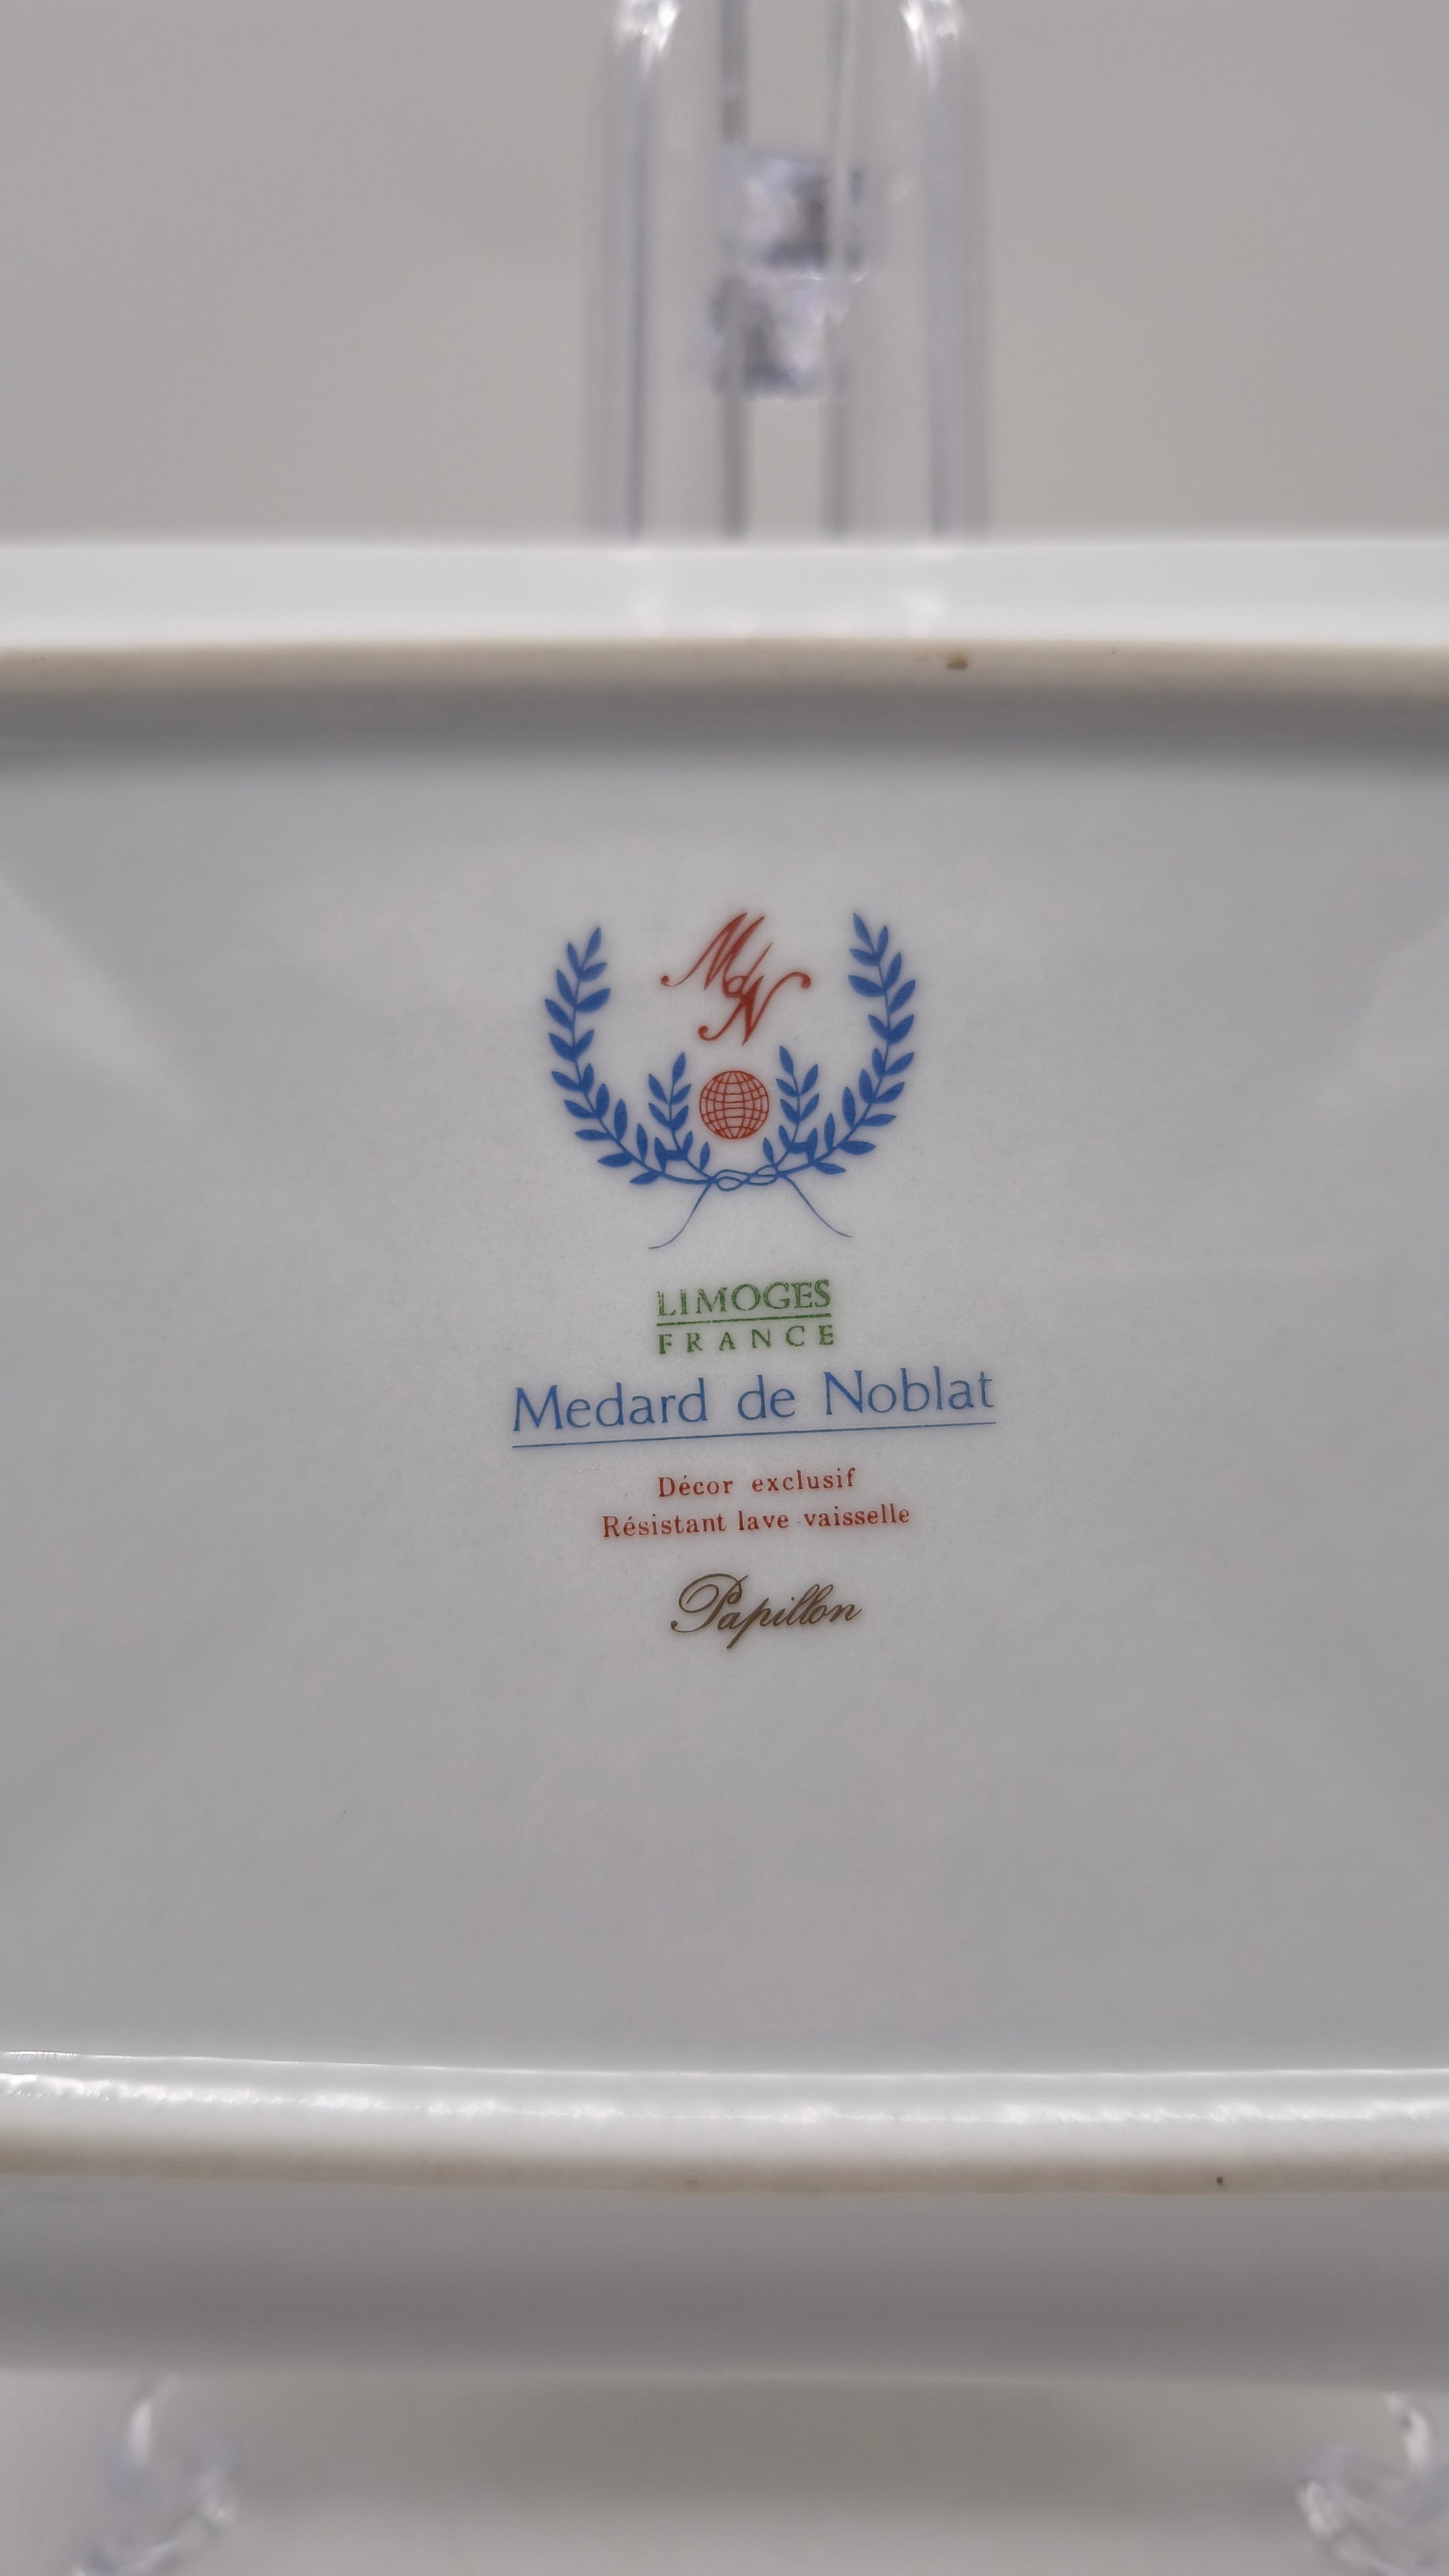 MdN
LIMOGES
FRANCE
Medard de Noblat
Décor exclusif
Résistant lave vaisselle
Papillon